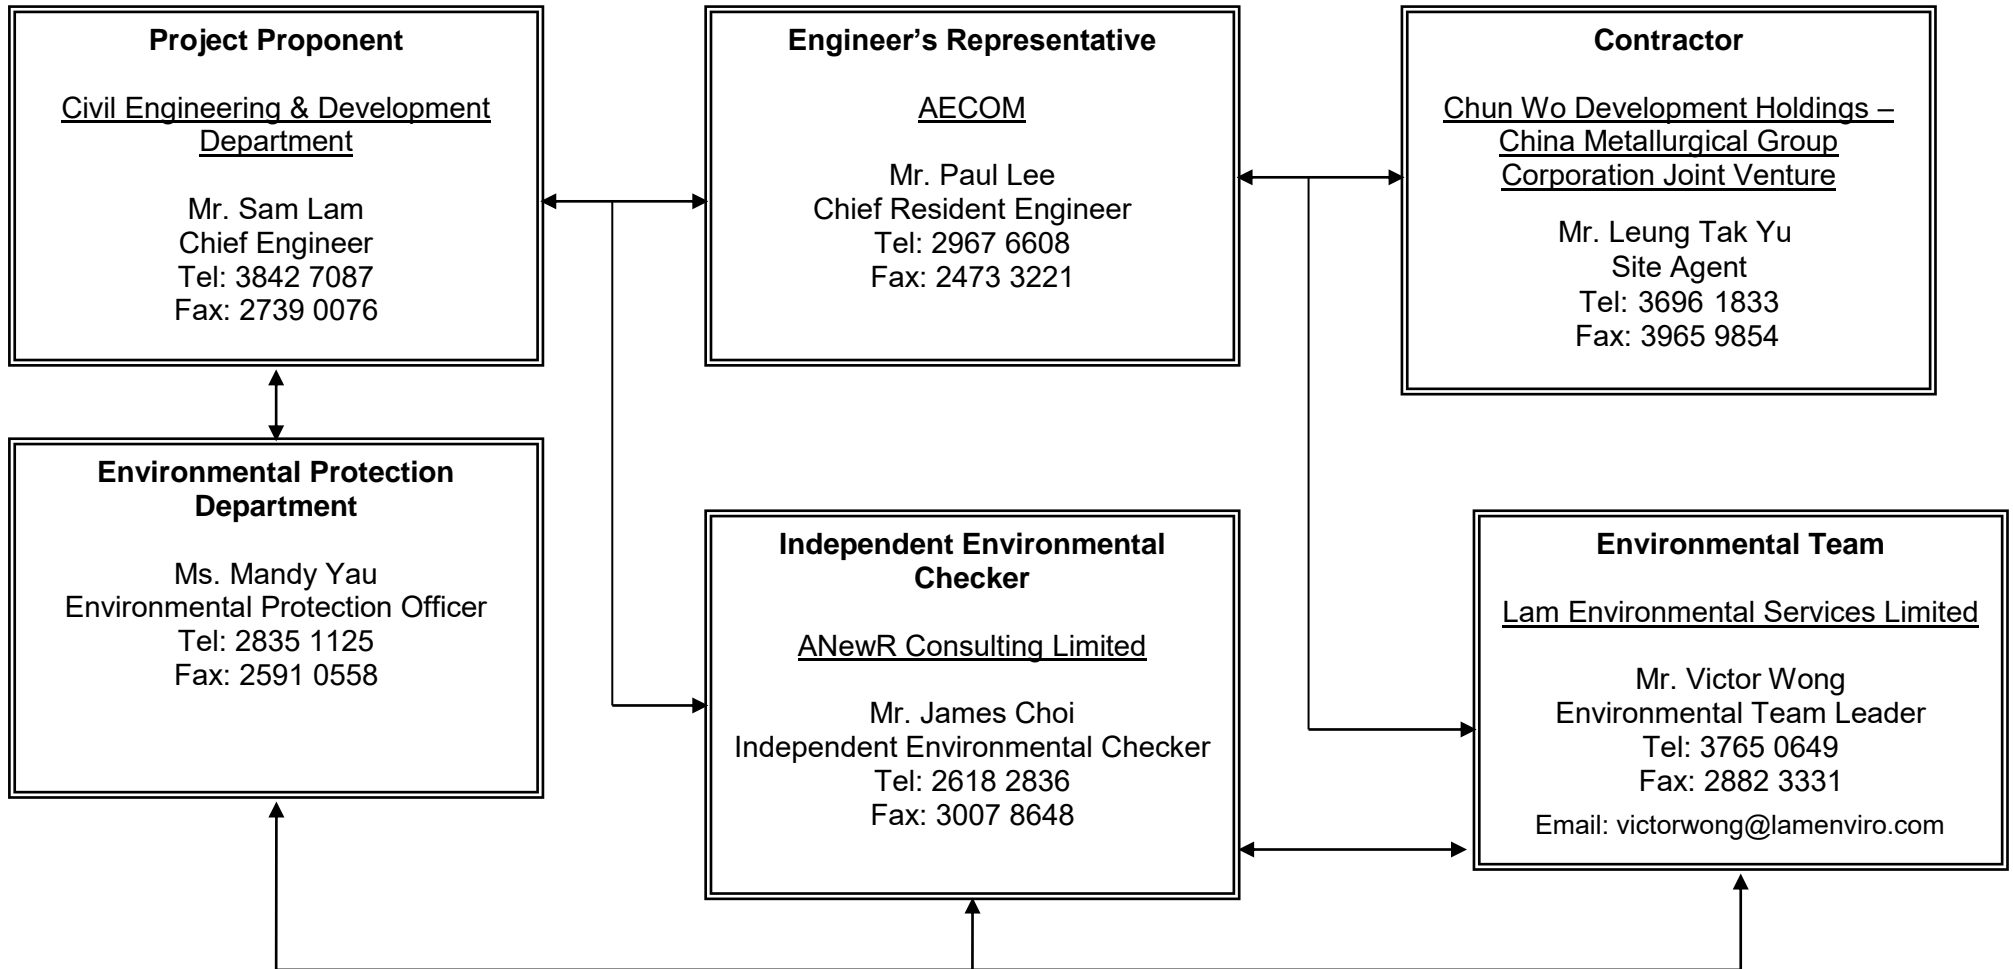 Project Proponent
Civil Engineering & Development
Department
Mr. Sam Lam
Chief Engineer
Tel: 3842 7087
Fax: 2739 0076
Engineer’s Representative
AECOM
Mr. Paul Lee
Chief Resident Engineer
Tel: 2967 6608
Fax: 2473 3221
Contractor
Chun Wo Development Holdings –
China Metallurgical Group
Corporation Joint Venture
Mr. Leung Tak Yu
Site Agent
Tel: 3696 1833
Fax: 3965 9854
Environmental Protection
Department
Ms. Mandy Yau
Environmental Protection Officer
Tel: 2835 1125
Fax: 2591 0558
Independent Environmental
Checker
ANewR Consulting Limited
Mr. James Choi
Independent Environmental Checker
Tel: 2618 2836
Fax: 3007 8648
Environmental Team
Lam Environmental Services Limited
Mr. Victor Wong
Environmental Team Leader
Tel: 3765 0649
Fax: 2882 3331
Email: victorwong@lamenviro.com